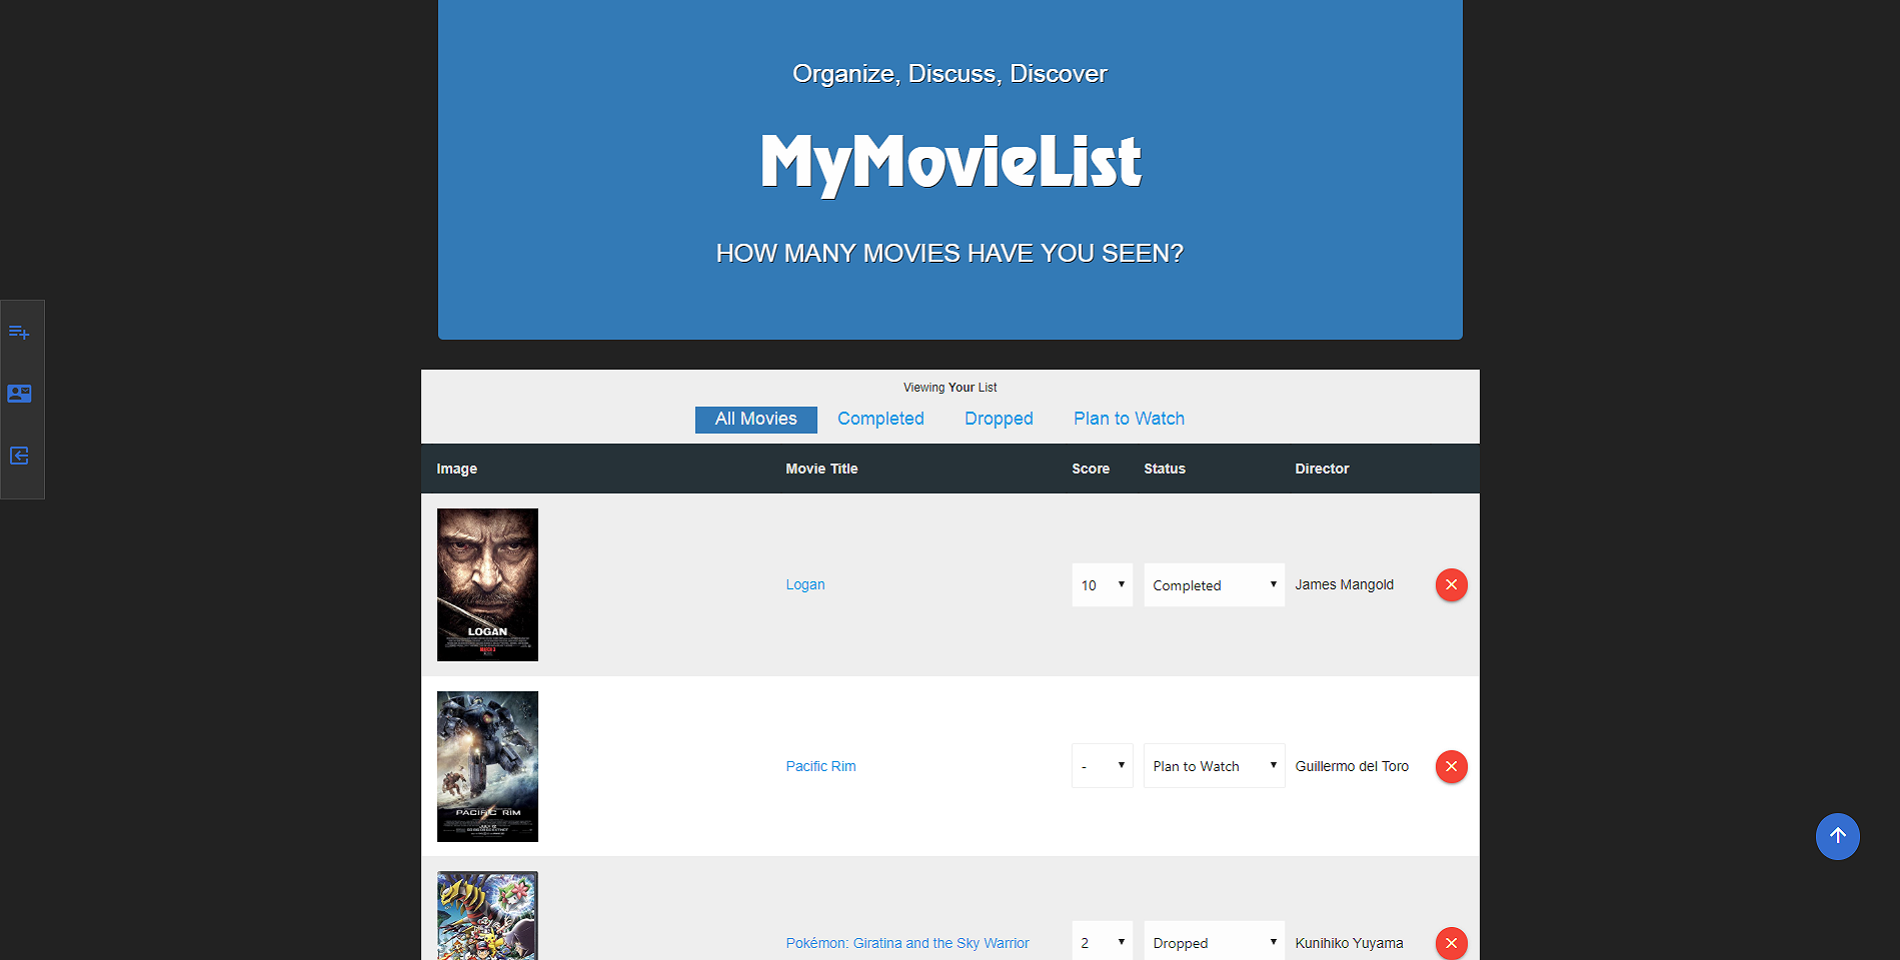 Organize, Discuss, Discover
MyMovieList
HOW MANY MOVIES HAVE YOU SEEN?
Viewing Your List
All Movies Completed Dropped Plan to Watch
Image Movie Title Score Status Director
LOGAN
Logan 10 Completed James Mangold
PACIFIC RIM
Pacific Rim - Plan to Watch Guillermo del Toro
Pokémon: Giratina and the Sky Warrior 2 Dropped Kunihiko Yuyama